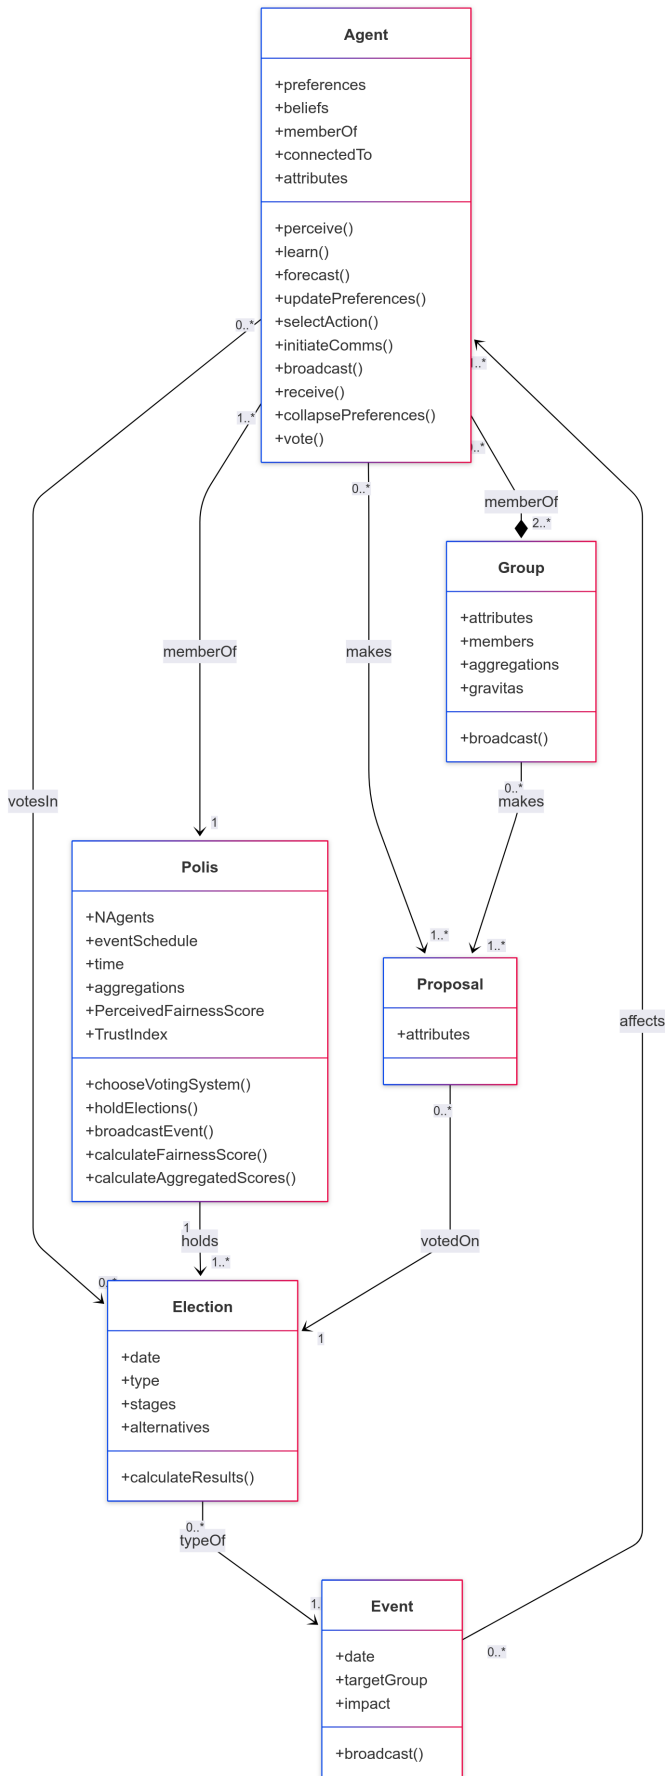 Agent
+preferences
+beliefs
+memberOf
+connectedTo
+attributes
+perceive()
+learn()
+forecast()
+updatePreferences()
+selectAction()
+initiateComms()
+broadcast()
+receive()
+collapsePreferences()
+vote()
0..*
1..*
0..*
memberOf
2..*
Group
+attributes
+members
+aggregations
+gravitas
+broadcast()
memberOf
makes
0..*
makes
votesIn
1
Polis
+NAgents
+eventSchedule
+time
+aggregations
+PerceivedFairnessScore
+TrustIndex
+chooseVotingSystem()
+holdElections()
+broadcastEvent()
+calculateFairnessScore()
+calculateAggregatedScores()
1..*
1..*
Proposal
+attributes
affects
0..*
1
holds
1..*
votedOn
Election
1
+date
+type
+stages
+alternatives
+calculateResults()
0..*
typeOf
Event
0..*
+date
+targetGroup
+impact
+broadcast()